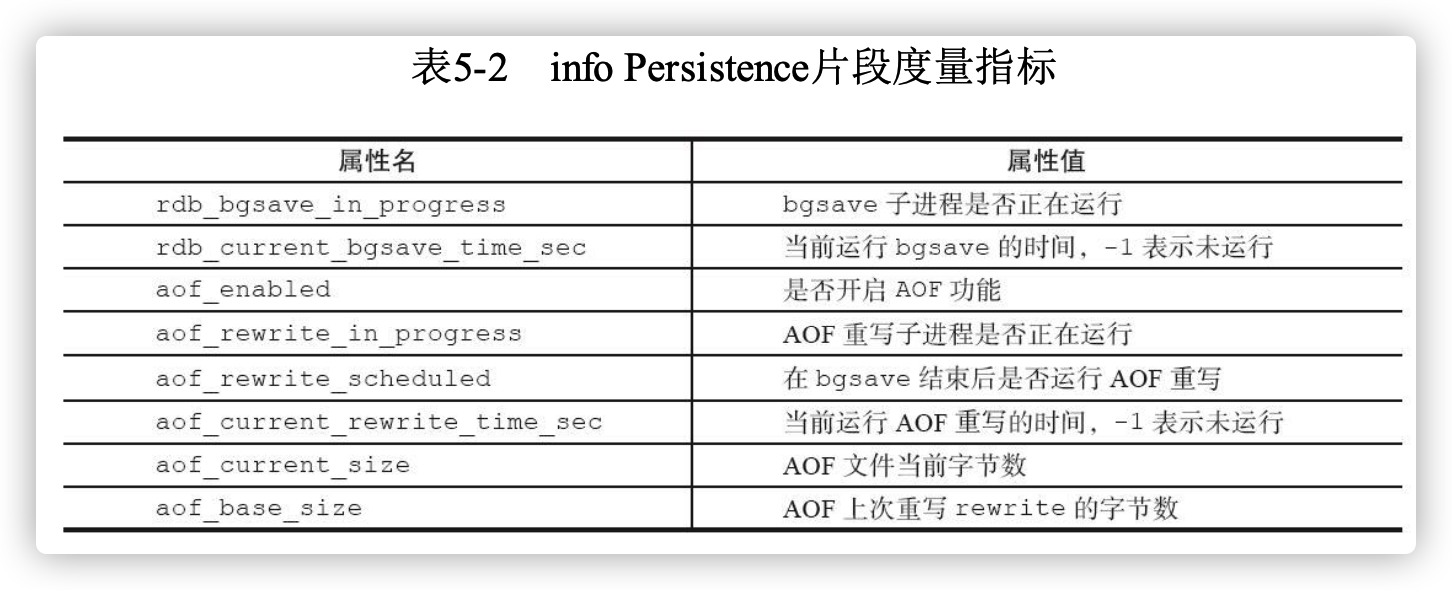 表5-2 info Persistence片段度量指标
属性名 属性值
rdb_bgsave_in_progress bgsave 子进程是否正在运行
rdb_current_bgsave_time_sec 当前运行 bgsave 的时间，-1 表示未运行
aof_enabled 是否开启 AOF 功能
aof_rewrite_in_progress AOF 重写子进程是否正在运行
aof_rewrite_scheduled 在 bgsave 结束后是否运行 AOF 重写
aof_current_rewrite_time_sec 当前运行 AOF 重写的时间，-1 表示未运行
aof_current_size AOF 文件当前字节数
aof_base_size AOF 上次重写 rewrite 的字节数